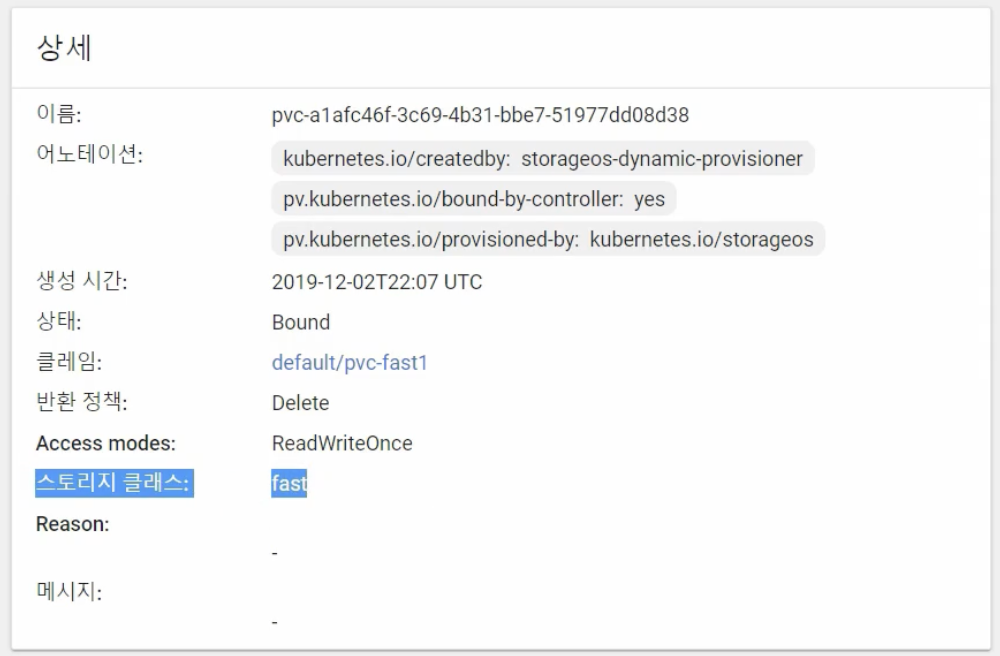 상세
이름: pvc-a1afc46f-3c69-4b31-bbe7-51977dd08d38
어노테이션: kubernetes.io/createdby: storageos-dynamic-provisioner
pv.kubernetes.io/bound-by-controller: yes
pv.kubernetes.io/provisioned-by: kubernetes.io/storageos
생성 시간: 2019-12-02T22:07 UTC
상태: Bound
클레임: default/pvc-fast1
반환 정책: Delete
Access modes: ReadWriteOnce
스토리지 클래스: fast
Reason:
-
메시지:
-